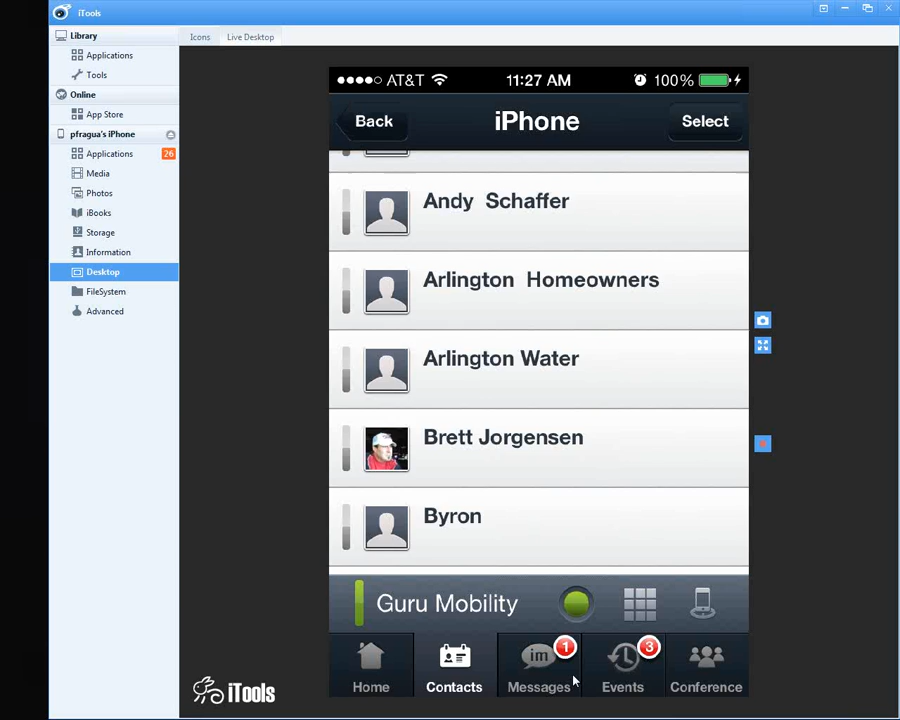 iTools
Library
Icons
Live Desktop
Applications
Tools
Online
App Store
pfragua's iPhone
Applications
26
Media
Photos
iBooks
Storage
Information
Desktop
FileSystem
Advanced
AT&T
11:27 AM
100%
Back
iPhone
Select
Andy Schaffer
Arlington Homeowners
Arlington Water
Brett Jorgensen
Byron
Guru Mobility
im
1
3
Home
Contacts
Messages
Events
Conference
iTools